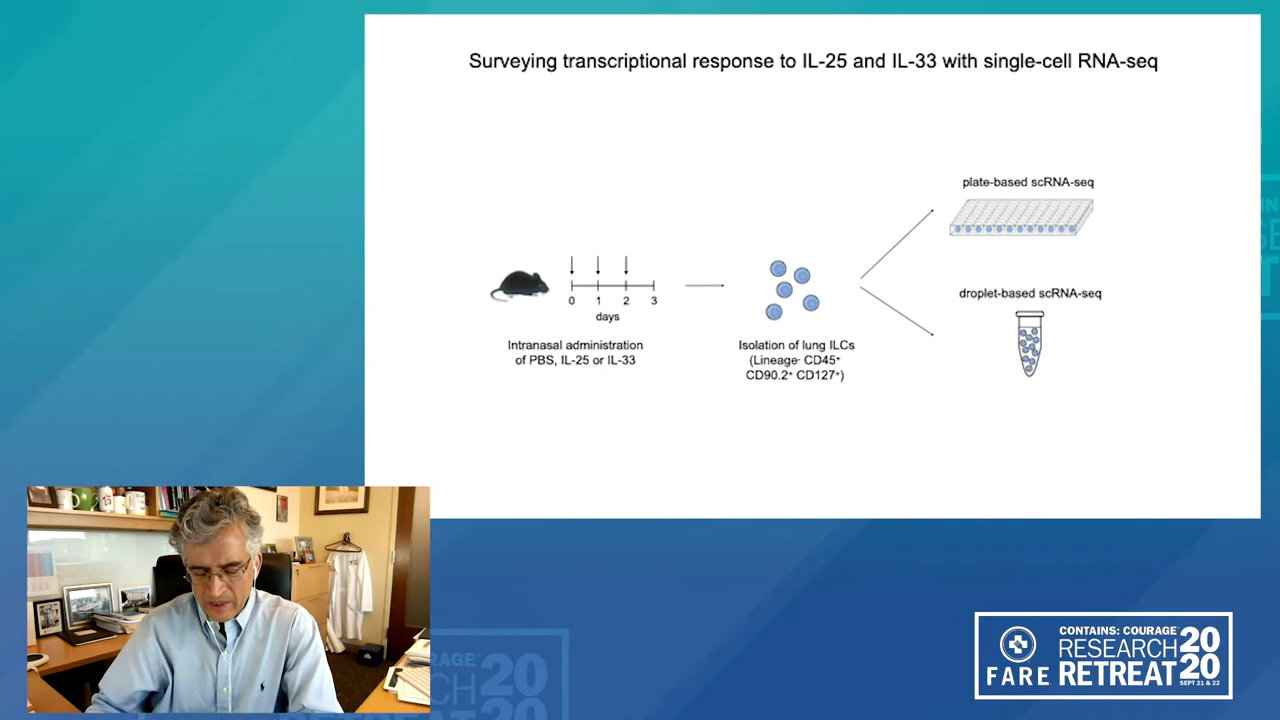 Surveying transcriptional response to IL-25 and IL-33 with single-cell RNA-seq
plate-based scRNA-seq
droplet-based scRNA-seq
0 1 2 3
days
Intranasal administration
of PBS, IL-25 or IL-33
Isolation of lung ILCs
(Lineage⁻ CD45⁺
CD90.2⁺ CD127⁺)
CONTAINS: COURAGE®
RESEARCH
RETREAT
20
20
SEPT 21 & 22
FARE